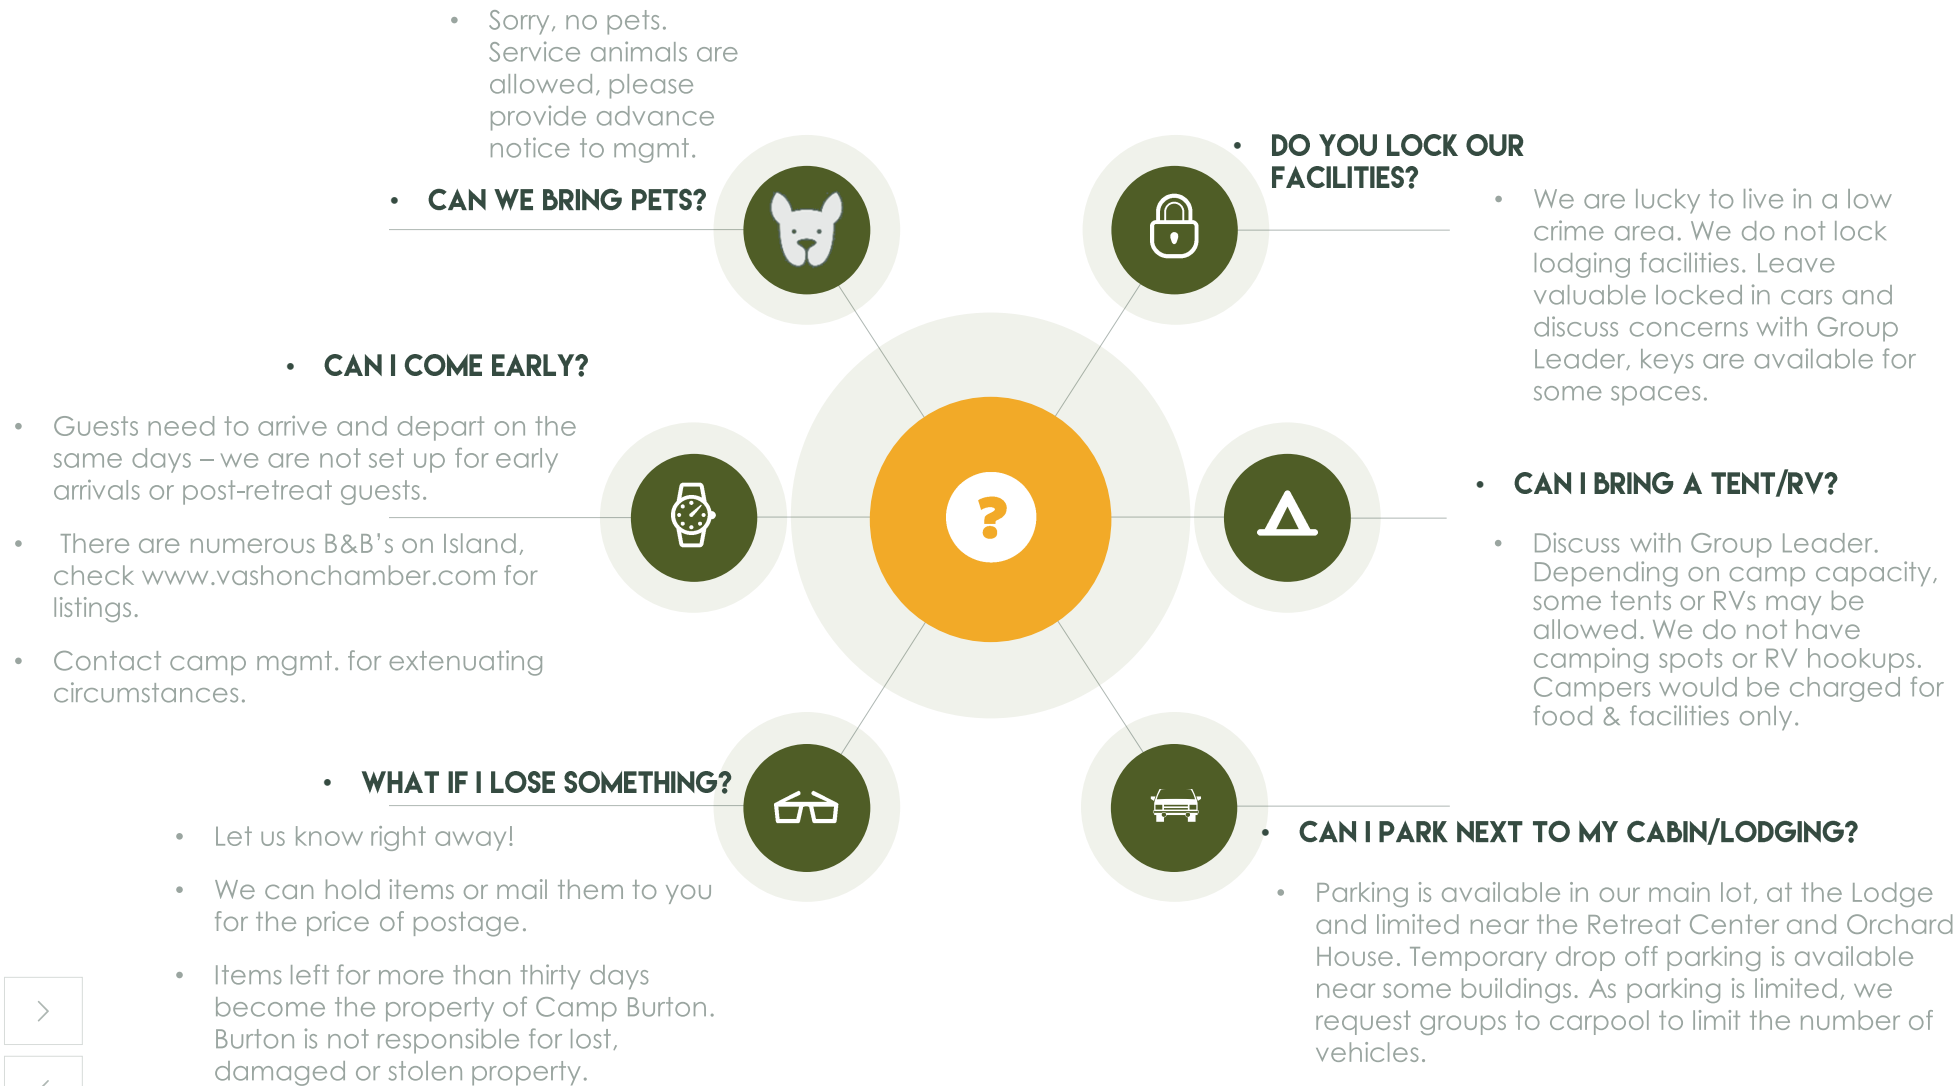 • Sorry, no pets.
Service animals are
allowed, please
provide advance
notice to mgmt.
• CAN WE BRING PETS?
• CAN I COME EARLY?
• Guests need to arrive and depart on the
same days – we are not set up for early
arrivals or post-retreat guests.
• There are numerous B&B's on Island,
check www.vashonchamber.com for
listings.
• Contact camp mgmt. for extenuating
circumstances.
• WHAT IF I LOSE SOMETHING?
• Let us know right away!
• We can hold items or mail them to you
for the price of postage.
• Items left for more than thirty days
become the property of Camp Burton.
Burton is not responsible for lost,
damaged or stolen property.
?
• DO YOU LOCK OUR
FACILITIES?
• We are lucky to live in a low
crime area. We do not lock
lodging facilities. Leave
valuable locked in cars and
discuss concerns with Group
Leader, keys are available for
some spaces.
• CAN I BRING A TENT/RV?
• Discuss with Group Leader.
Depending on camp capacity,
some tents or RVs may be
allowed. We do not have
camping spots or RV hookups.
Campers would be charged for
food & facilities only.
• CAN I PARK NEXT TO MY CABIN/LODGING?
• Parking is available in our main lot, at the Lodge
and limited near the Retreat Center and Orchard
House. Temporary drop off parking is available
near some buildings. As parking is limited, we
request groups to carpool to limit the number of
vehicles.